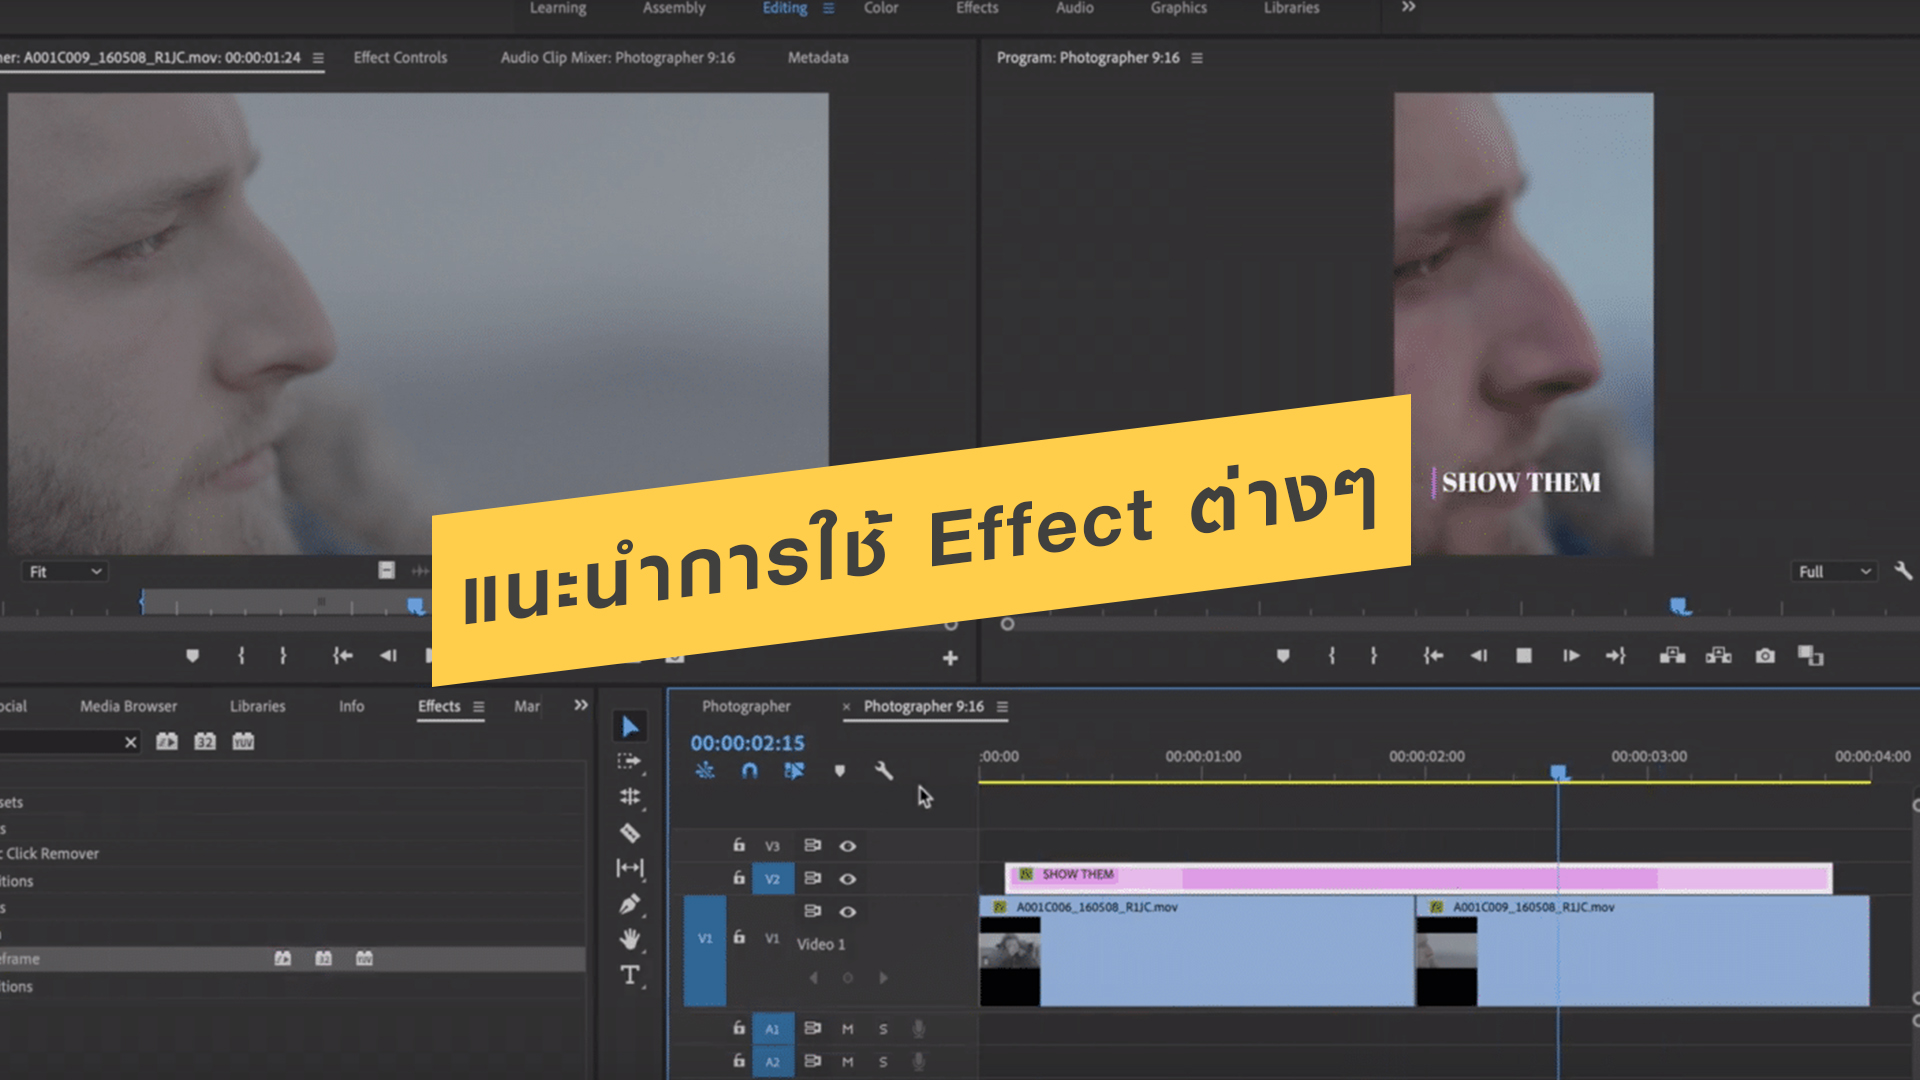 Learning Assembly Editing Color Effects Audio Graphics Libraries
er: A001C009_160508_R1JC.mov: 00:00:01:24 Effect Controls Audio Clip Mixer: Photographer 9:16 Metadata
Program: Photographer 9:16
SHOW THEM
แนะนำการใช้ Effect ต่างๆ
Fit
Full
ocial Media Browser Libraries Info Effects Mar
Photographer × Photographer 9:16
00:00:02:15
32 YUV
:00:00 00:00:01:00 00:00:02:00 00:00:03:00 00:00:04:00
sets
s
c Click Remover
itions
s
eframe
itions
V3
V2
SHOW THEM
A001C006_160508_R1JC.mov A001C009_160508_R1JC.mov
V1 V1 Video 1
A1 M S
A2 M S